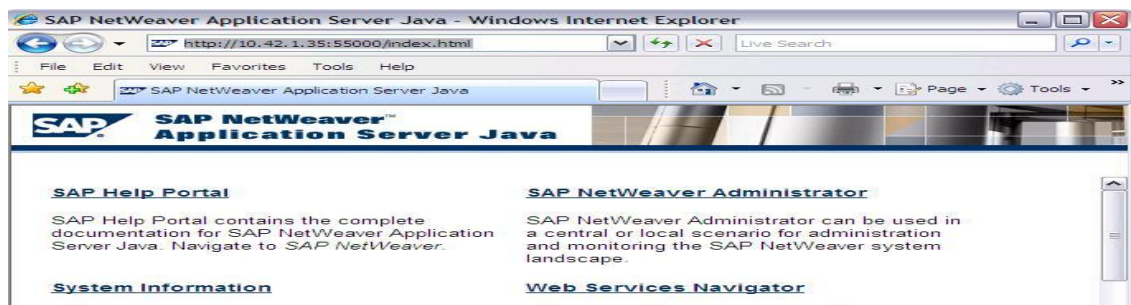 SAP NetWeaver Application Server Java - Windows Internet Explorer
http://10.42.1.35:55000/index.html
Live Search
File Edit View Favorites Tools Help
SAP NetWeaver Application Server Java
Page
Tools
SAP
SAP NetWeaver™
Application Server Java
SAP Help Portal
SAP Help Portal contains the complete
documentation for SAP NetWeaver Application
Server Java. Navigate to SAP NetWeaver.
SAP NetWeaver Administrator
SAP NetWeaver Administrator can be used in
a central or local scenario for administration
and monitoring the SAP NetWeaver system
landscape.
System Information
Web Services Navigator